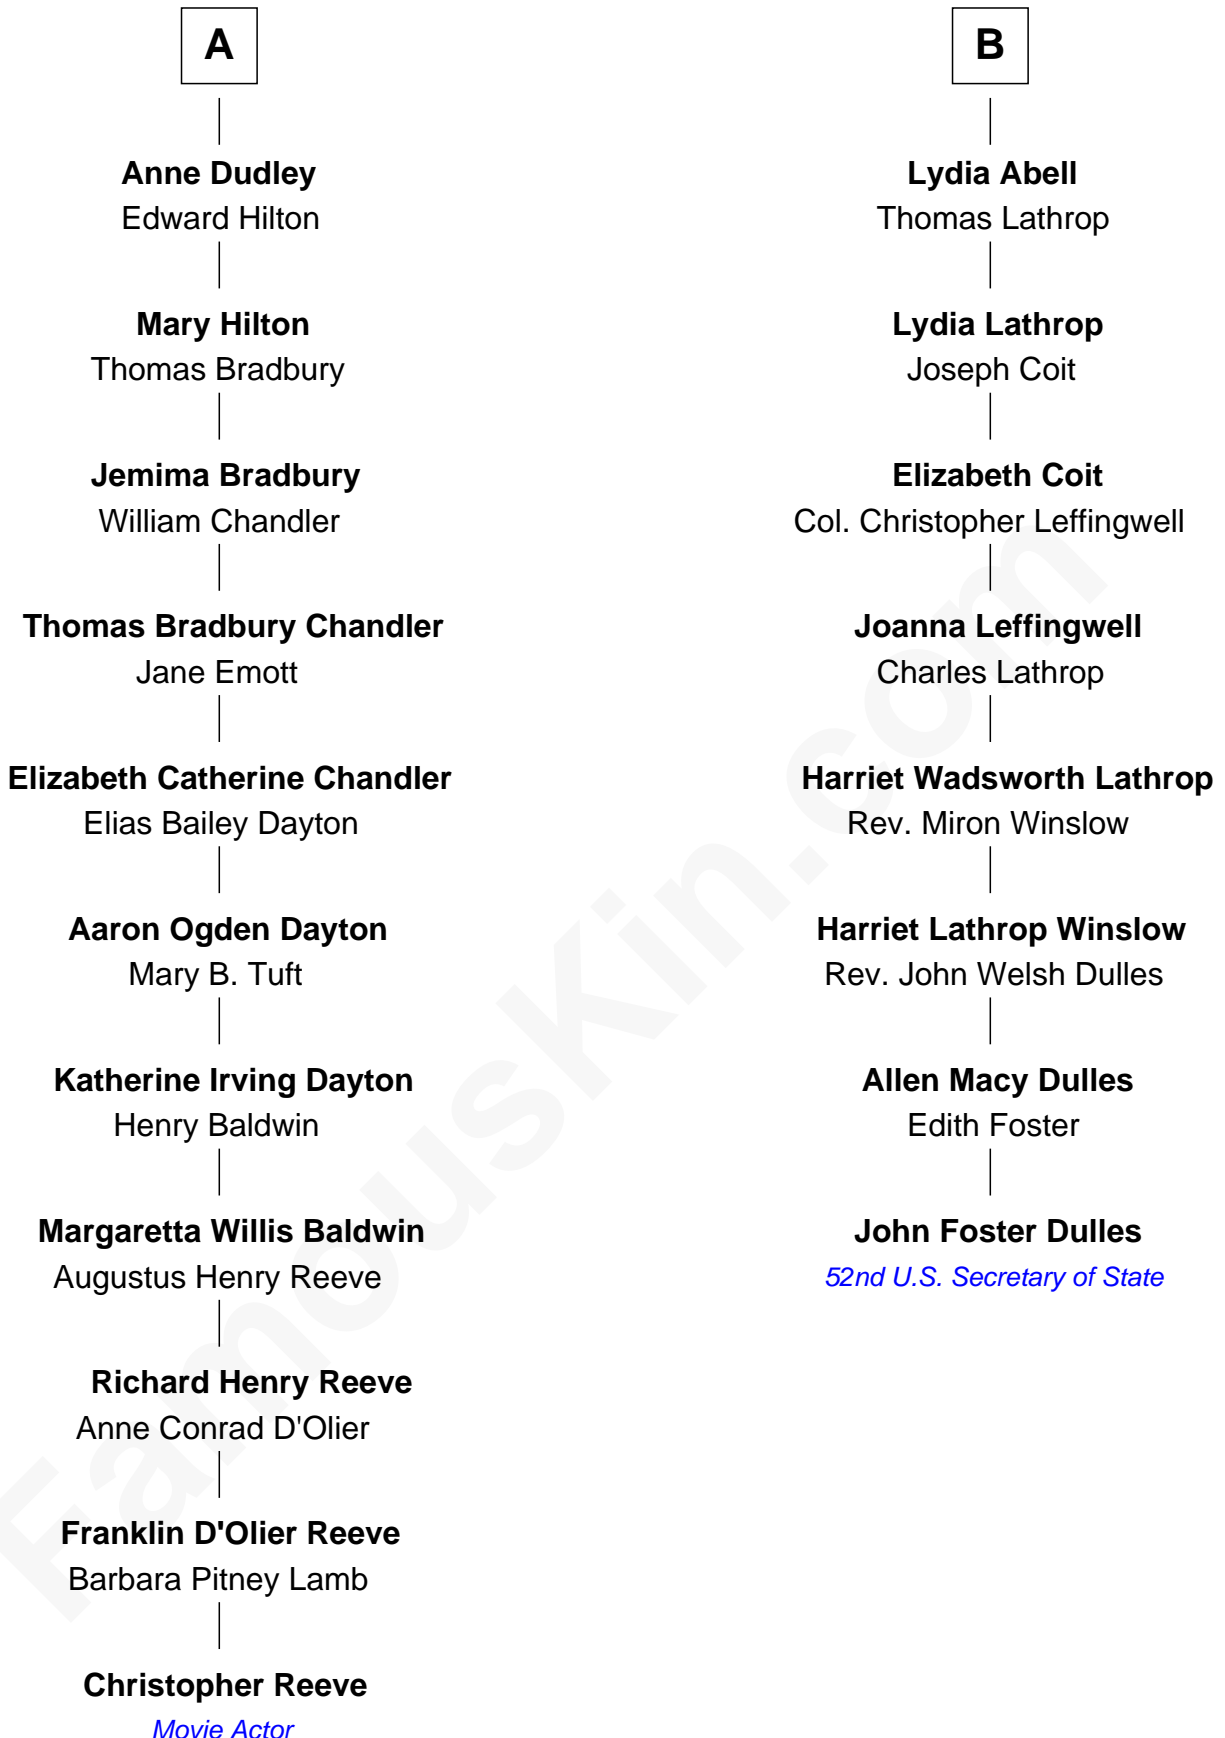 A
Anne Dudley
Edward Hilton
Mary Hilton
Thomas Bradbury
Jemima Bradbury
William Chandler
Thomas Bradbury Chandler
Jane Emott
Elizabeth Catherine Chandler
Elias Bailey Dayton
Aaron Ogden Dayton
Mary B. Tuft
Katherine Irving Dayton
Henry Baldwin
Margaretta Willis Baldwin
Augustus Henry Reeve
Richard Henry Reeve
Anne Conrad D'Olier
Franklin D'Olier Reeve
Barbara Pitney Lamb
Christopher Reeve
Movie Actor
B
Lydia Abell
Thomas Lathrop
Lydia Lathrop
Joseph Coit
Elizabeth Coit
Col. Christopher Leffingwell
Joanna Leffingwell
Charles Lathrop
Harriet Wadsworth Lathrop
Rev. Miron Winslow
Harriet Lathrop Winslow
Rev. John Welsh Dulles
Allen Macy Dulles
Edith Foster
John Foster Dulles
52nd U.S. Secretary of State
FamousKin.com